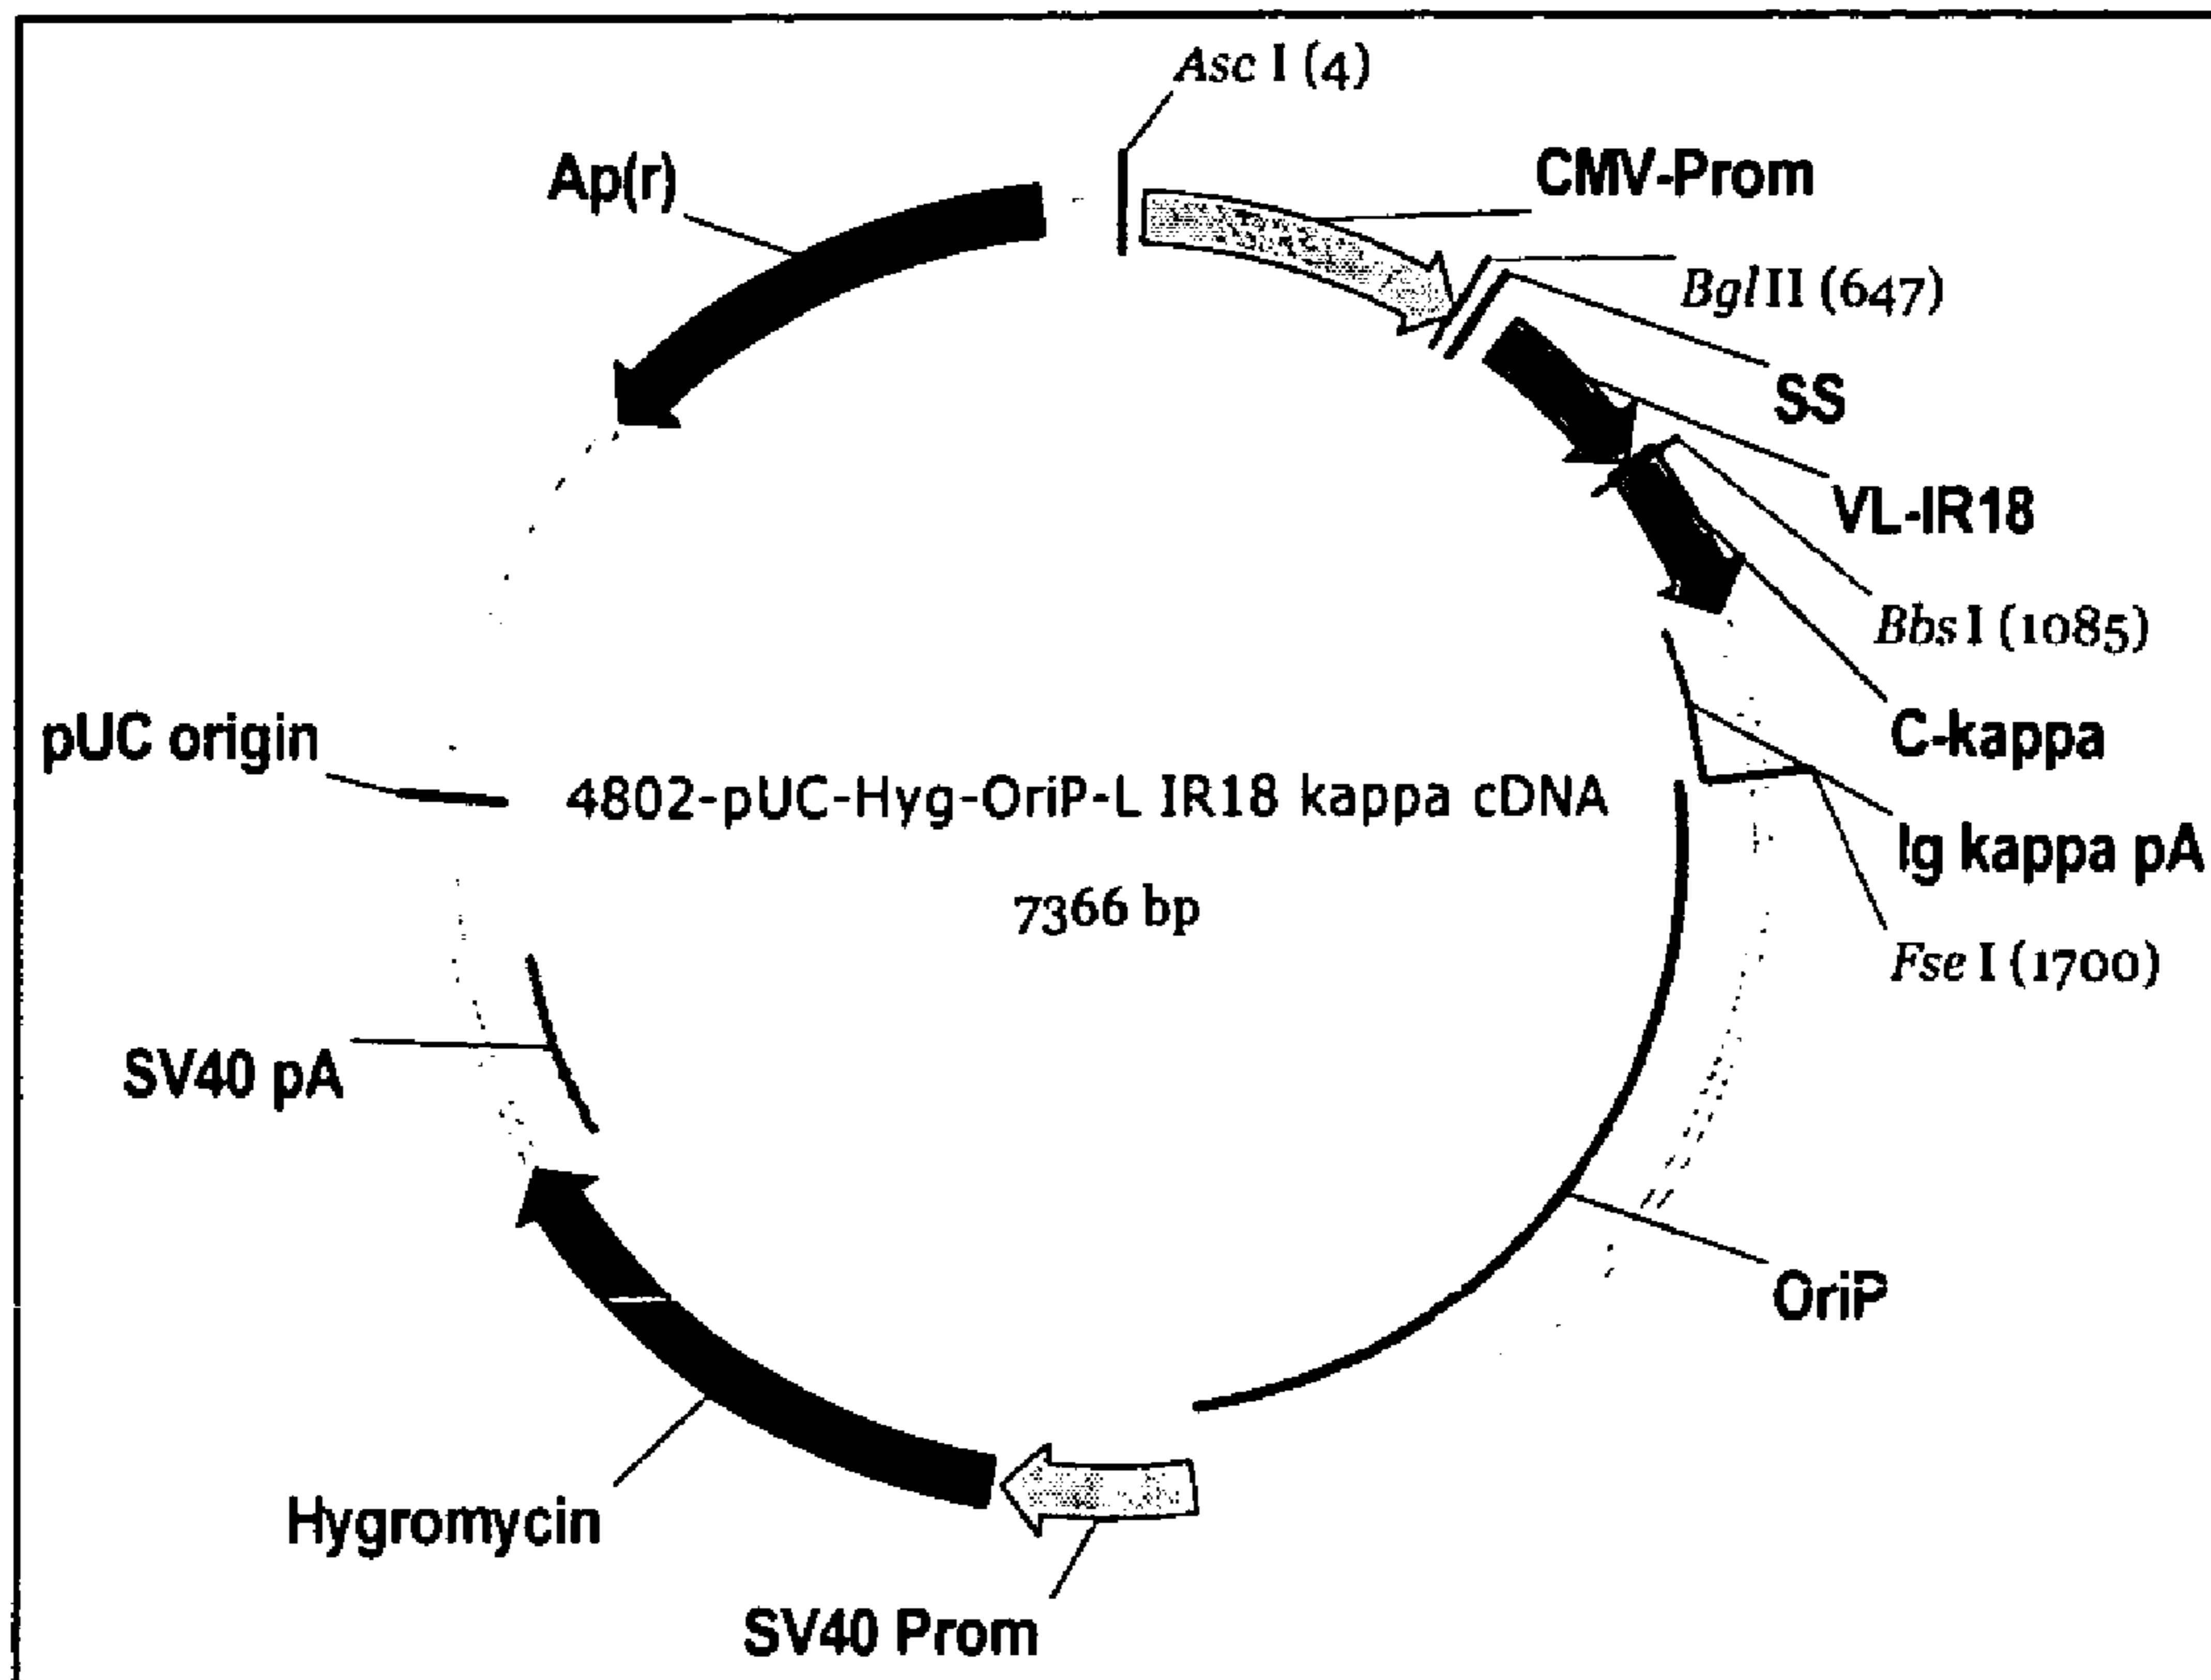 Asc I (4)
CMV-Prom
Ap(r)
Bgl II (647)
SS
VL-IR18
Bbs I (1085)
C-kappa
pUC origin
4802-pUC-Hyg-OriP-L IR18 kappa cDNA
7366 bp
Ig kappa pA
Fse I (1700)
SV40 pA
OriP
Hygromycin
SV40 Prom